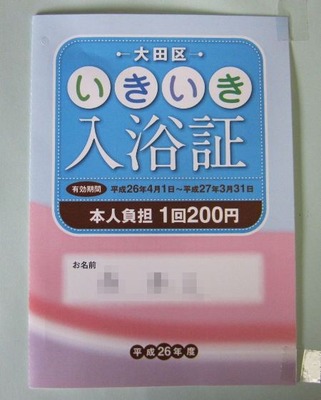 大田区
いきいき
入浴証
有効期間 平成26年4月1日～平成27年3月31日
本人負担 1回200円
お名前
平成26年度